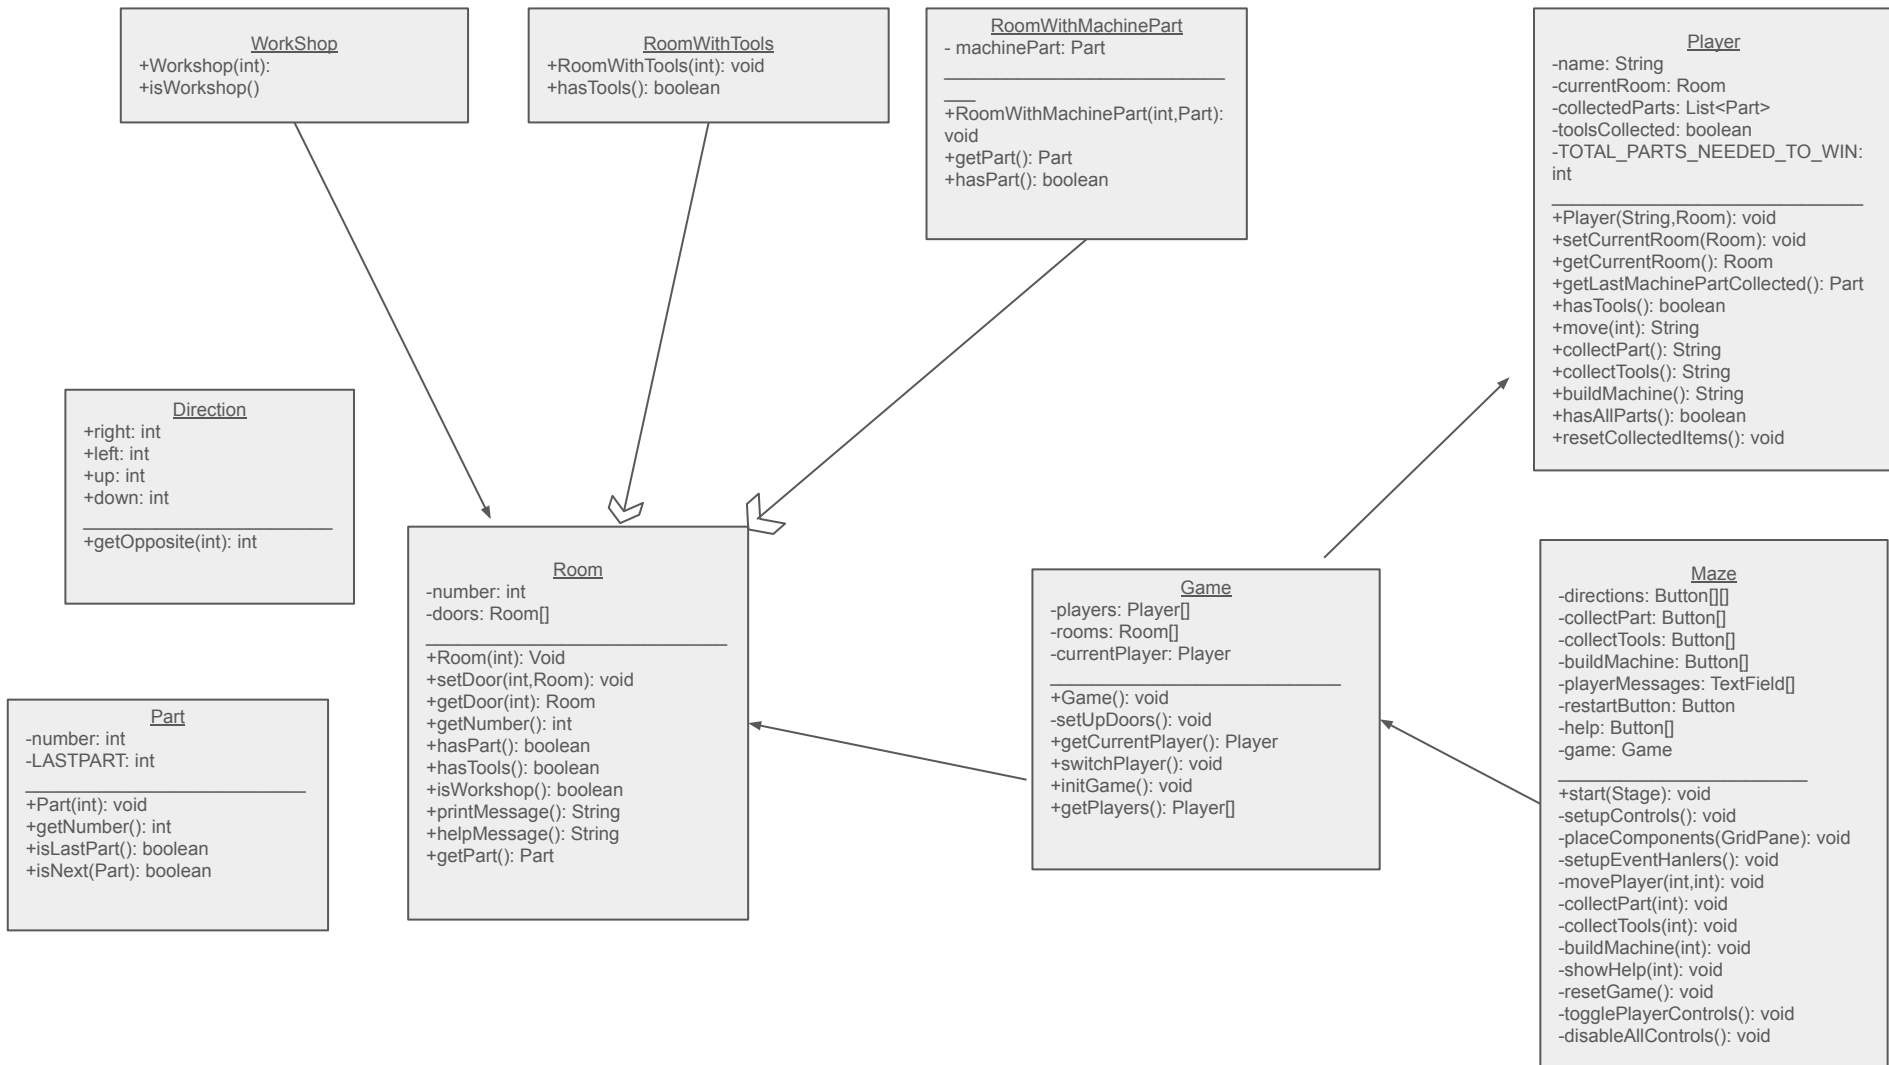 WorkShop
+Workshop(int):
+isWorkshop()
RoomWithTools
+RoomWithTools(int): void
+hasTools(): boolean
RoomWithMachinePart
- machinePart: Part
+RoomWithMachinePart(int,Part):
void
+getPart(): Part
+hasPart(): boolean
Player
-name: String
-currentRoom: Room
-collectedParts: List<Part>
-toolsCollected: boolean
-TOTAL_PARTS_NEEDED_TO_WIN:
int
+Player(String,Room): void
+setCurrentRoom(Room): void
+getCurrentRoom(): Room
+getLastMachinePartCollected(): Part
+hasTools(): boolean
+move(int): String
+collectPart(): String
+collectTools(): String
+buildMachine(): String
+hasAllParts(): boolean
+resetCollectedItems(): void
Direction
+right: int
+left: int
+up: int
+down: int
+getOpposite(int): int
Part
-number: int
-LASTPART: int
+Part(int): void
+getNumber(): int
+isLastPart(): boolean
+isNext(Part): boolean
Room
-number: int
-doors: Room[]
+Room(int): Void
+setDoor(int,Room): void
+getDoor(int): Room
+getNumber(): int
+hasPart(): boolean
+hasTools(): boolean
+isWorkshop(): boolean
+printMessage(): String
+helpMessage(): String
+getPart(): Part
Game
-players: Player[]
-rooms: Room[]
-currentPlayer: Player
+Game(): void
-setUpDoors(): void
+getCurrentPlayer(): Player
+switchPlayer(): void
+initGame(): void
+getPlayers(): Player[]
Maze
-directions: Button[][]
-collectPart: Button[]
-collectTools: Button[]
-buildMachine: Button[]
-playerMessages: TextField[]
-restartButton: Button
-help: Button[]
-game: Game
+start(Stage): void
-setupControls(): void
-placeComponents(GridPane): void
-setupEventHanlers(): void
-movePlayer(int,int): void
-collectPart(int): void
-collectTools(int): void
-buildMachine(int): void
-showHelp(int): void
-resetGame(): void
-togglePlayerControls(): void
-disableAllControls(): void